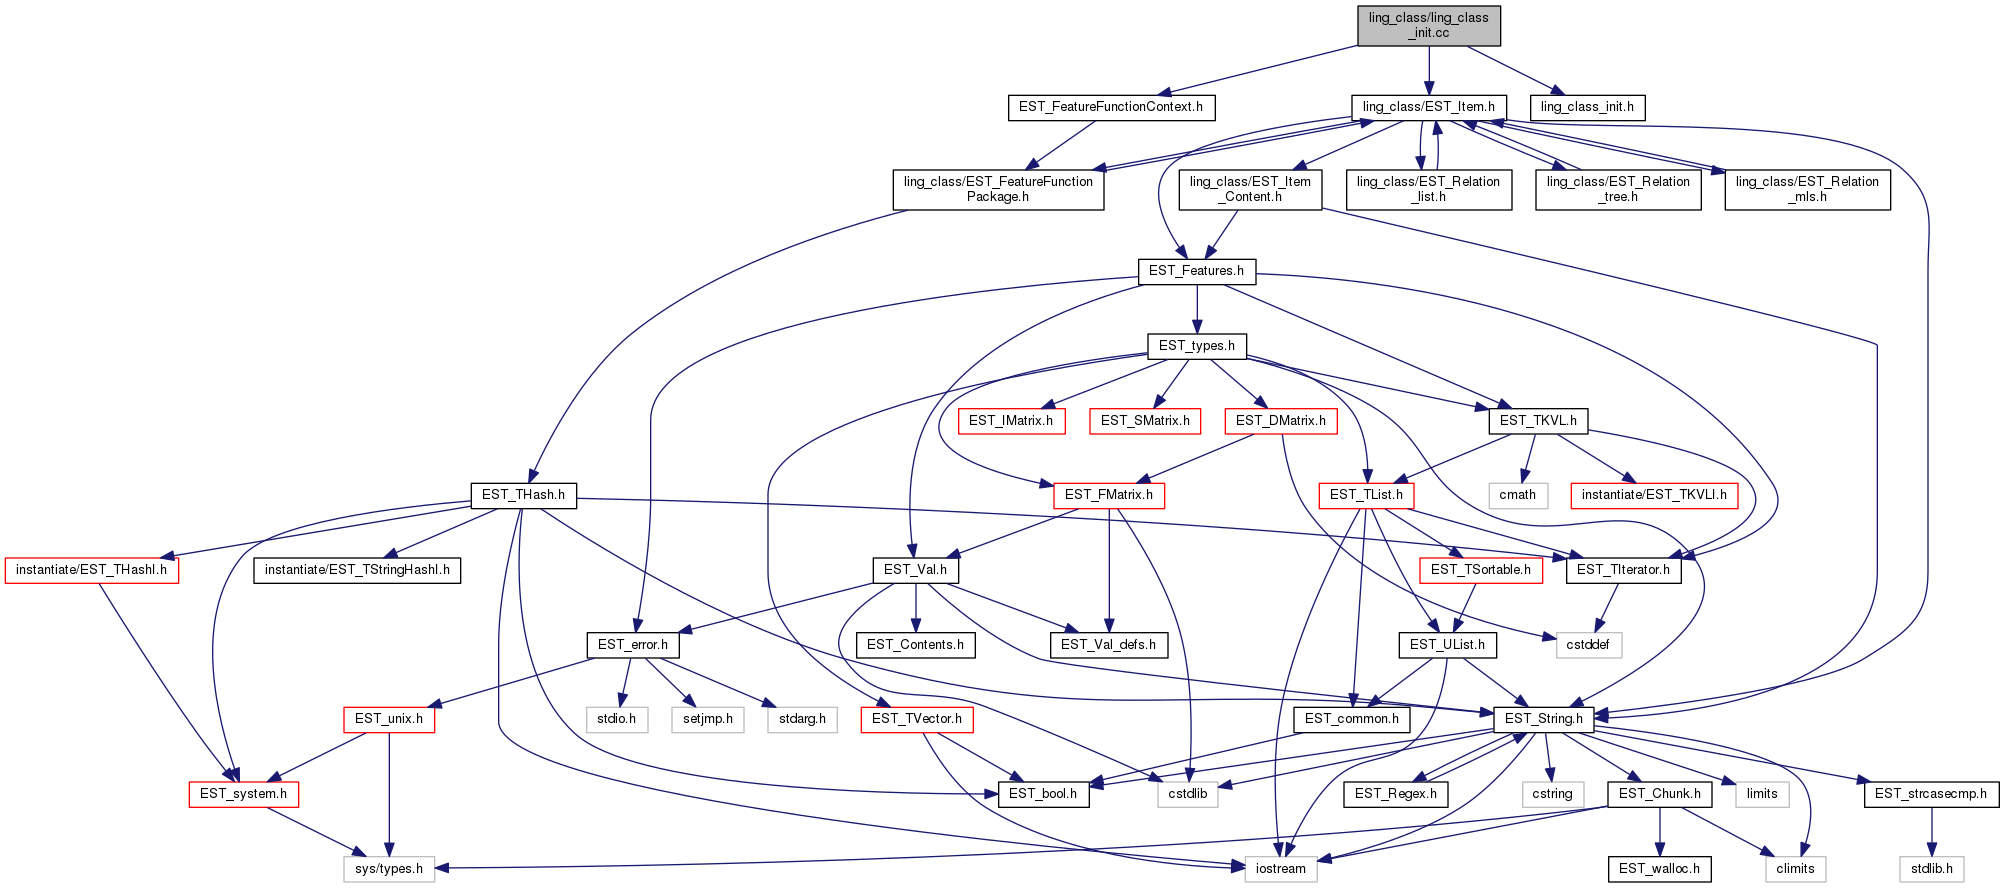 ling_class/ling_class
_init.cc
EST_FeatureFunctionContext.h
ling_class/EST_Item.h
ling_class_init.h
ling_class/EST_FeatureFunction
Package.h
ling_class/EST_Item
_Content.h
ling_class/EST_Relation
_list.h
ling_class/EST_Relation
_tree.h
ling_class/EST_Relation
_mls.h
EST_Features.h
EST_types.h
EST_IMatrix.h
EST_SMatrix.h
EST_DMatrix.h
EST_TKVL.h
EST_THash.h
EST_FMatrix.h
EST_TList.h
cmath
instantiate/EST_TKVLI.h
instantiate/EST_THashI.h
instantiate/EST_TStringHashI.h
EST_Val.h
EST_TSortable.h
EST_TIterator.h
EST_error.h
EST_Contents.h
EST_Val_defs.h
EST_UList.h
cstddef
EST_unix.h
stdio.h
setjmp.h
stdarg.h
EST_TVector.h
EST_common.h
EST_String.h
EST_system.h
EST_bool.h
cstdlib
EST_Regex.h
cstring
EST_Chunk.h
limits
EST_strcasecmp.h
sys/types.h
iostream
EST_walloc.h
climits
stdlib.h